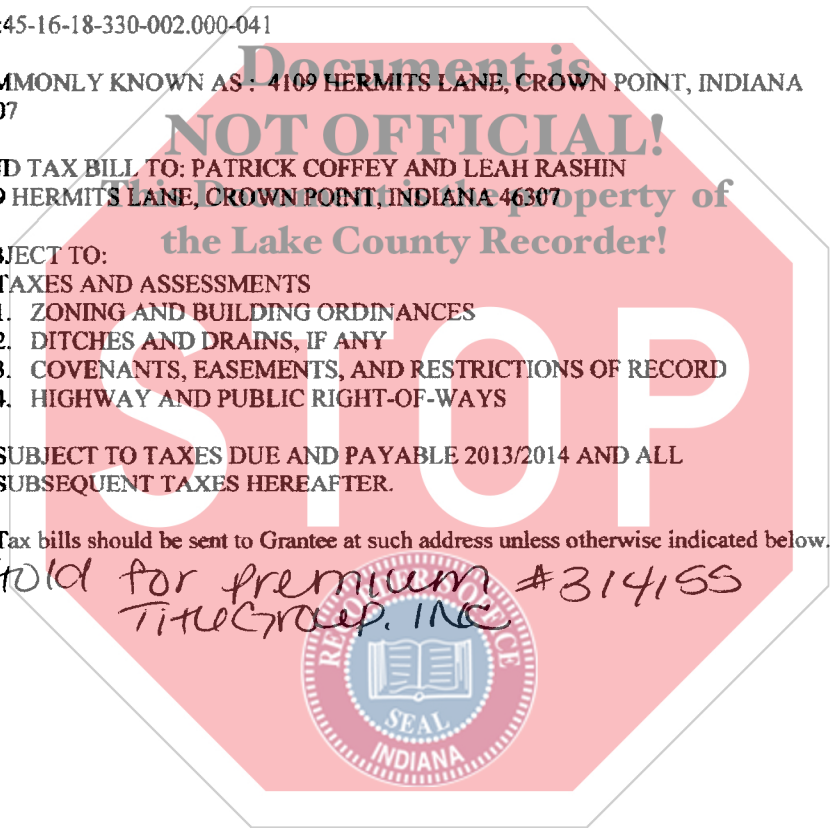 :45-16-18-330-002.000-041
Document is
MMONLY KNOWN AS : 4109 HERMITS LANE, CROWN POINT, INDIANA
07
NOT OFFICIAL!
D TAX BILL TO: PATRICK COFFEY AND LEAH RASHIN
9 HERMITS LANE, CROWN POINT, INDIANA 46307
This Document is the property of
the Lake County Recorder!
BJECT TO:
TAXES AND ASSESSMENTS
1. ZONING AND BUILDING ORDINANCES
2. DITCHES AND DRAINS, IF ANY
3. COVENANTS, EASEMENTS, AND RESTRICTIONS OF RECORD
4. HIGHWAY AND PUBLIC RIGHT-OF-WAYS
STOP
SUBJECT TO TAXES DUE AND PAYABLE 2013/2014 AND ALL
SUBSEQUENT TAXES HEREAFTER.
Tax bills should be sent to Grantee at such address unless otherwise indicated below.
Hold for premium #314155
TitleGroup. INC
RECORDER'S OFFICE
SEAL
INDIANA